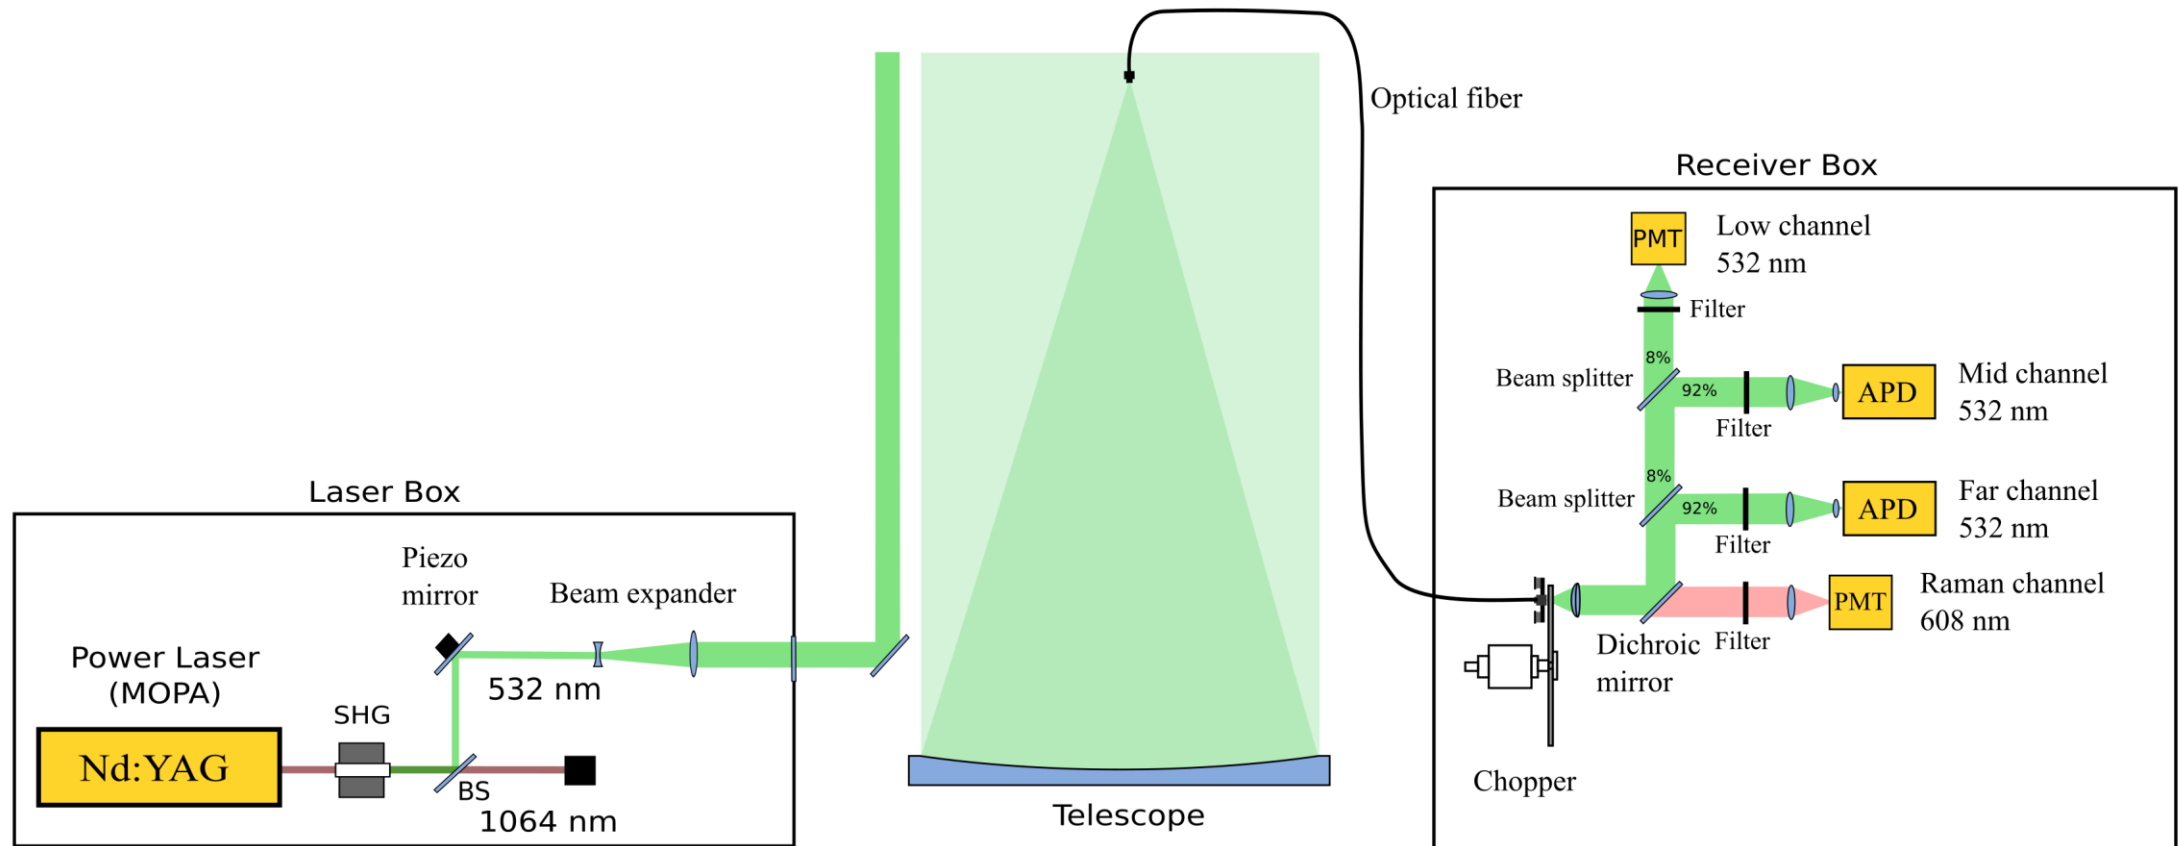 Optical fiber
Receiver Box
PMT
Low channel
532 nm
Filter
8%
Beam splitter
92%
APD
Mid channel
532 nm
Filter
8%
Beam splitter
92%
APD
Far channel
532 nm
Filter
Raman channel
608 nm
PMT
Dichroic
mirror
Filter
Chopper
Laser Box
Piezo
mirror
Beam expander
Power Laser
(MOPA)
532 nm
SHG
Nd:YAG
BS
1064 nm
Telescope